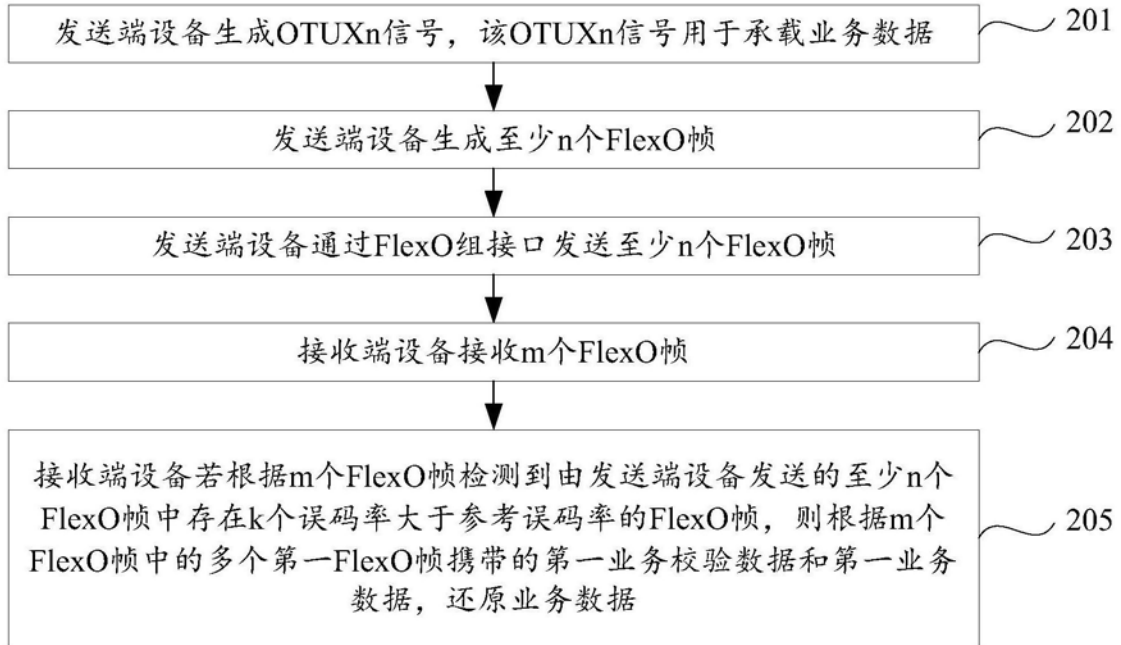 发送端设备生成OTUXn信号，该OTUXn信号用于承载业务数据
201
发送端设备生成至少n个FlexO帧
202
发送端设备通过FlexO组接口发送至少n个FlexO帧
203
接收端设备接收m个FlexO帧
204
接收端设备若根据m个FlexO帧检测到由发送端设备发送的至少n个
FlexO帧中存在k个误码率大于参考误码率的FlexO帧，则根据m个
FlexO帧中的多个第一FlexO帧携带的第一业务校验数据和第一业务
数据，还原业务数据
205